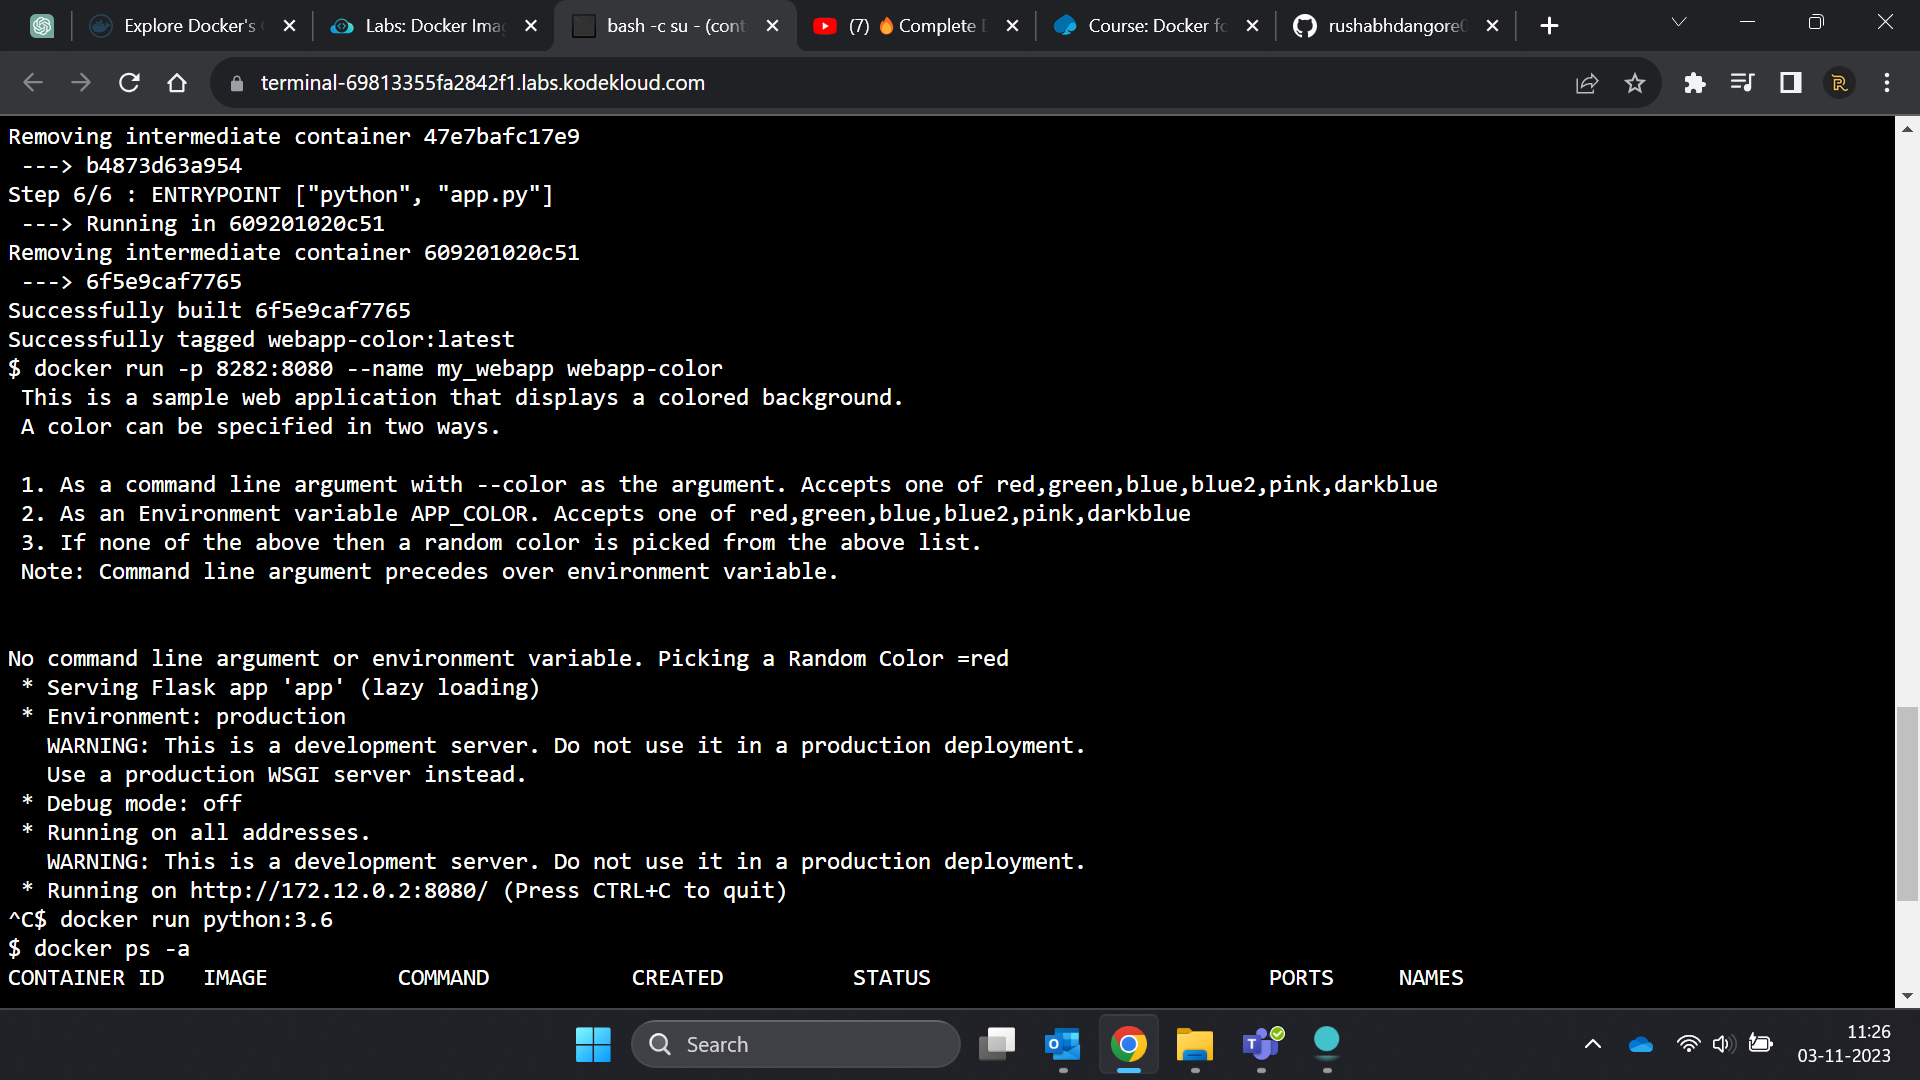 Explore Docker's
Labs: Docker Ima
bash -c su - (cont
(7) 🔥 Complete D
Course: Docker fo
rushabhdangore0
terminal-69813355fa2842f1.labs.kodekloud.com
Removing intermediate container 47e7bafc17e9
 ---> b4873d63a954
Step 6/6 : ENTRYPOINT ["python", "app.py"]
 ---> Running in 609201020c51
Removing intermediate container 609201020c51
 ---> 6f5e9caf7765
Successfully built 6f5e9caf7765
Successfully tagged webapp-color:latest
$ docker run -p 8282:8080 --name my_webapp webapp-color
 This is a sample web application that displays a colored background.
 A color can be specified in two ways.
 1. As a command line argument with --color as the argument. Accepts one of red,green,blue,blue2,pink,darkblue
 2. As an Environment variable APP_COLOR. Accepts one of red,green,blue,blue2,pink,darkblue
 3. If none of the above then a random color is picked from the above list.
 Note: Command line argument precedes over environment variable.
No command line argument or environment variable. Picking a Random Color =red
 * Serving Flask app 'app' (lazy loading)
 * Environment: production
   WARNING: This is a development server. Do not use it in a production deployment.
   Use a production WSGI server instead.
 * Debug mode: off
 * Running on all addresses.
   WARNING: This is a development server. Do not use it in a production deployment.
 * Running on http://172.12.0.2:8080/ (Press CTRL+C to quit)
^C$ docker run python:3.6
$ docker ps -a
CONTAINER ID   IMAGE          COMMAND           CREATED          STATUS                          PORTS     NAMES
Search
11:26
03-11-2023